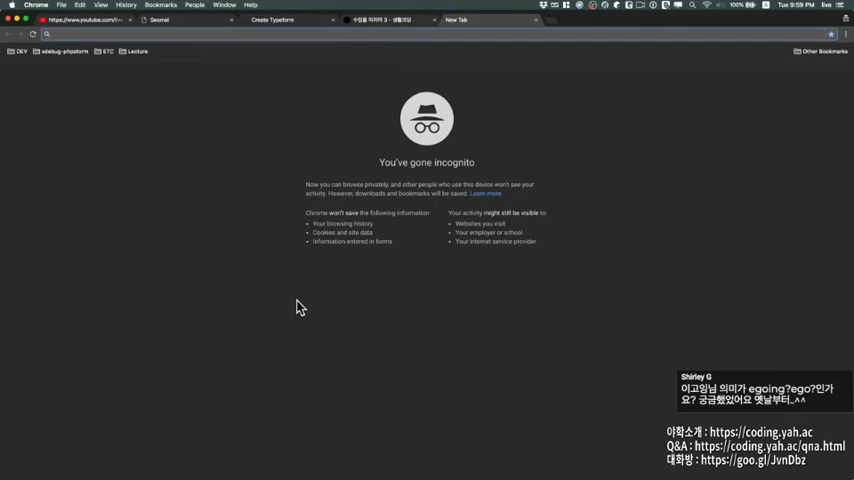 Chrome File Edit View History Bookmarks People Window Help
100% Tue 9:59 PM live
https://www.youtube.com/live
Seomal
Create Typeform
수업을 마치며 3 - 생활코딩
New Tab
DEV xdebug-phpstorm ETC Lecture Other Bookmarks
You've gone incognito
Now you can browse privately, and other people who use this device won't see your
activity. However, downloads and bookmarks will be saved. Learn more
Chrome won't save the following information:
• Your browsing history
• Cookies and site data
• Information entered in forms
Your activity might still be visible to:
• Websites you visit
• Your employer or school
• Your internet service provider
Shirley G
이고잉님 의미가 egoing?ego?인가
요? 궁금했었어요 옛날부터..^^
야학소개 : https://coding.yah.ac
Q&A : https://coding.yah.ac/qna.html
대화방 : https://goo.gl/JvnDbz